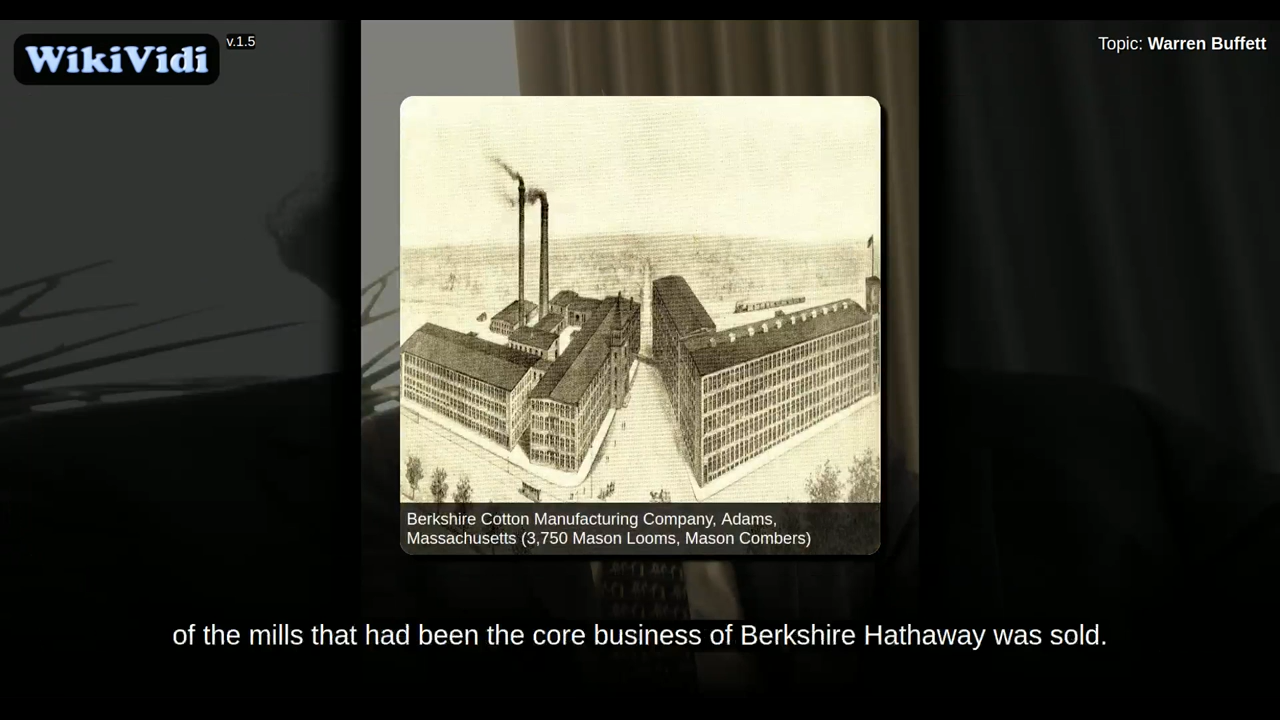 WikiVidi
v.1.5
Topic: Warren Buffett
Berkshire Cotton Manufacturing Company, Adams,
Massachusetts (3,750 Mason Looms, Mason Combers)
of the mills that had been the core business of Berkshire Hathaway was sold.